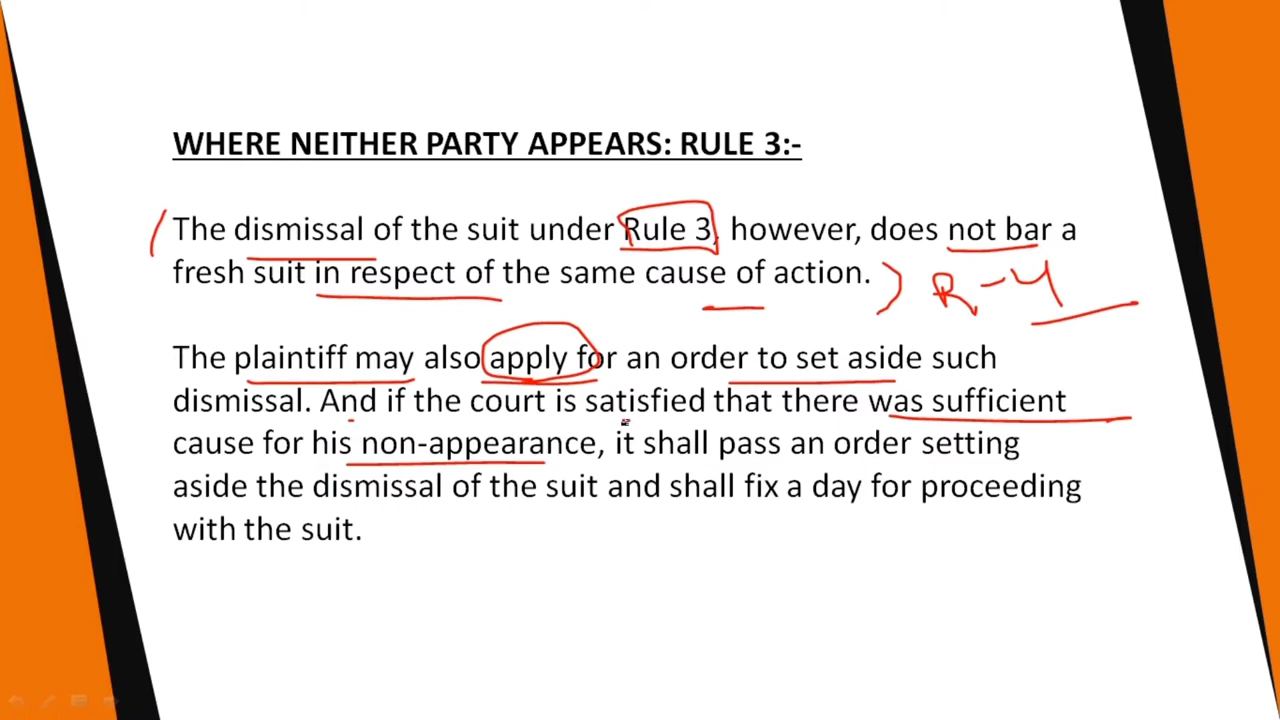 WHERE NEITHER PARTY APPEARS: RULE 3:-
The dismissal of the suit under Rule 3, however, does not bar a
fresh suit in respect of the same cause of action. R-4
The plaintiff may also apply for an order to set aside such
dismissal. And if the court is satisfied that there was sufficient
cause for his non-appearance, it shall pass an order setting
aside the dismissal of the suit and shall fix a day for proceeding
with the suit.